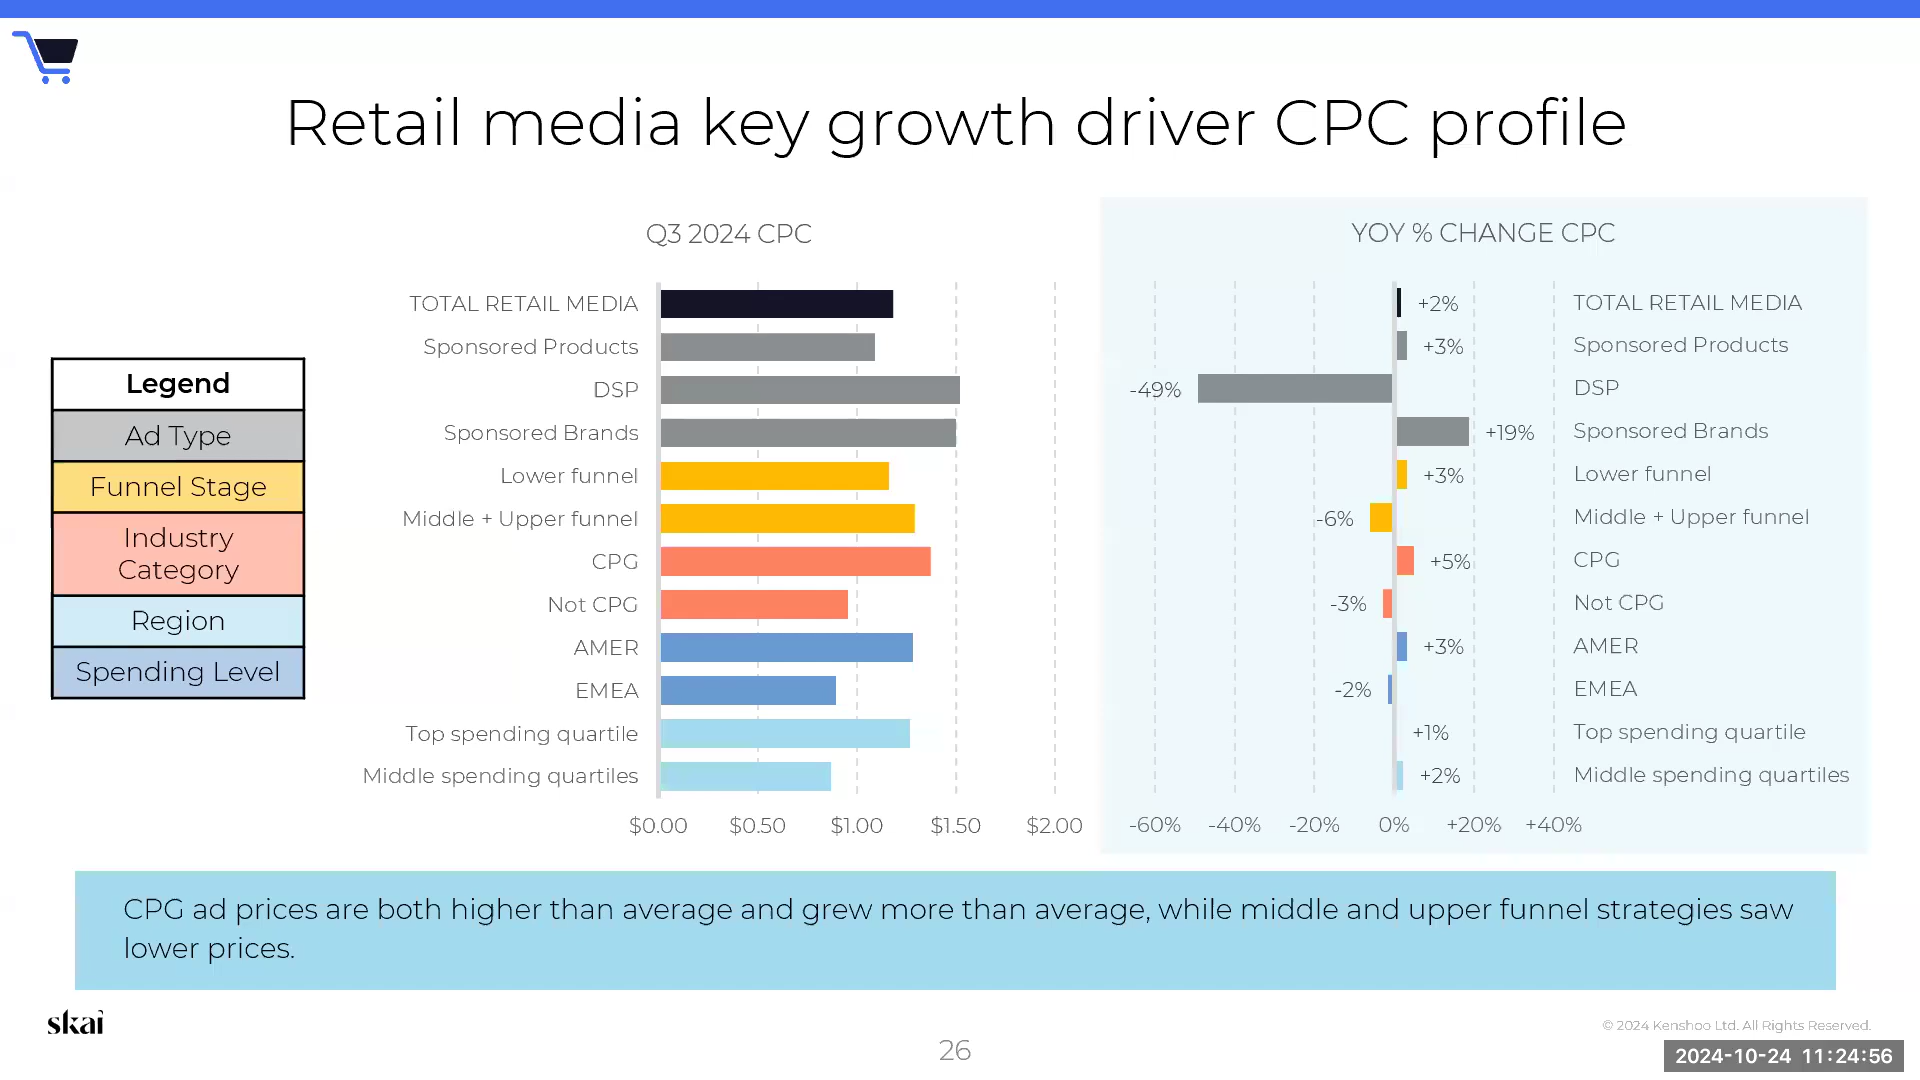 Retail media key growth driver CPC profile
Legend
Ad Type
Funnel Stage
Industry
Category
Region
Spending Level
Q3 2024 CPC
TOTAL RETAIL MEDIA
Sponsored Products
DSP
Sponsored Brands
Lower funnel
Middle + Upper funnel
CPG
Not CPG
AMER
EMEA
Top spending quartile
Middle spending quartiles
$0.00 $0.50 $1.00 $1.50 $2.00
YOY % CHANGE CPC
+2% TOTAL RETAIL MEDIA
+3% Sponsored Products
-49% DSP
+19% Sponsored Brands
+3% Lower funnel
-6% Middle + Upper funnel
+5% CPG
-3% Not CPG
+3% AMER
-2% EMEA
+1% Top spending quartile
+2% Middle spending quartiles
-60% -40% -20% 0% +20% +40%
CPG ad prices are both higher than average and grew more than average, while middle and upper funnel strategies saw
lower prices.
skai
© 2024 Kenshoo Ltd. All Rights Reserved.
26
2024-10-24 11:24:56